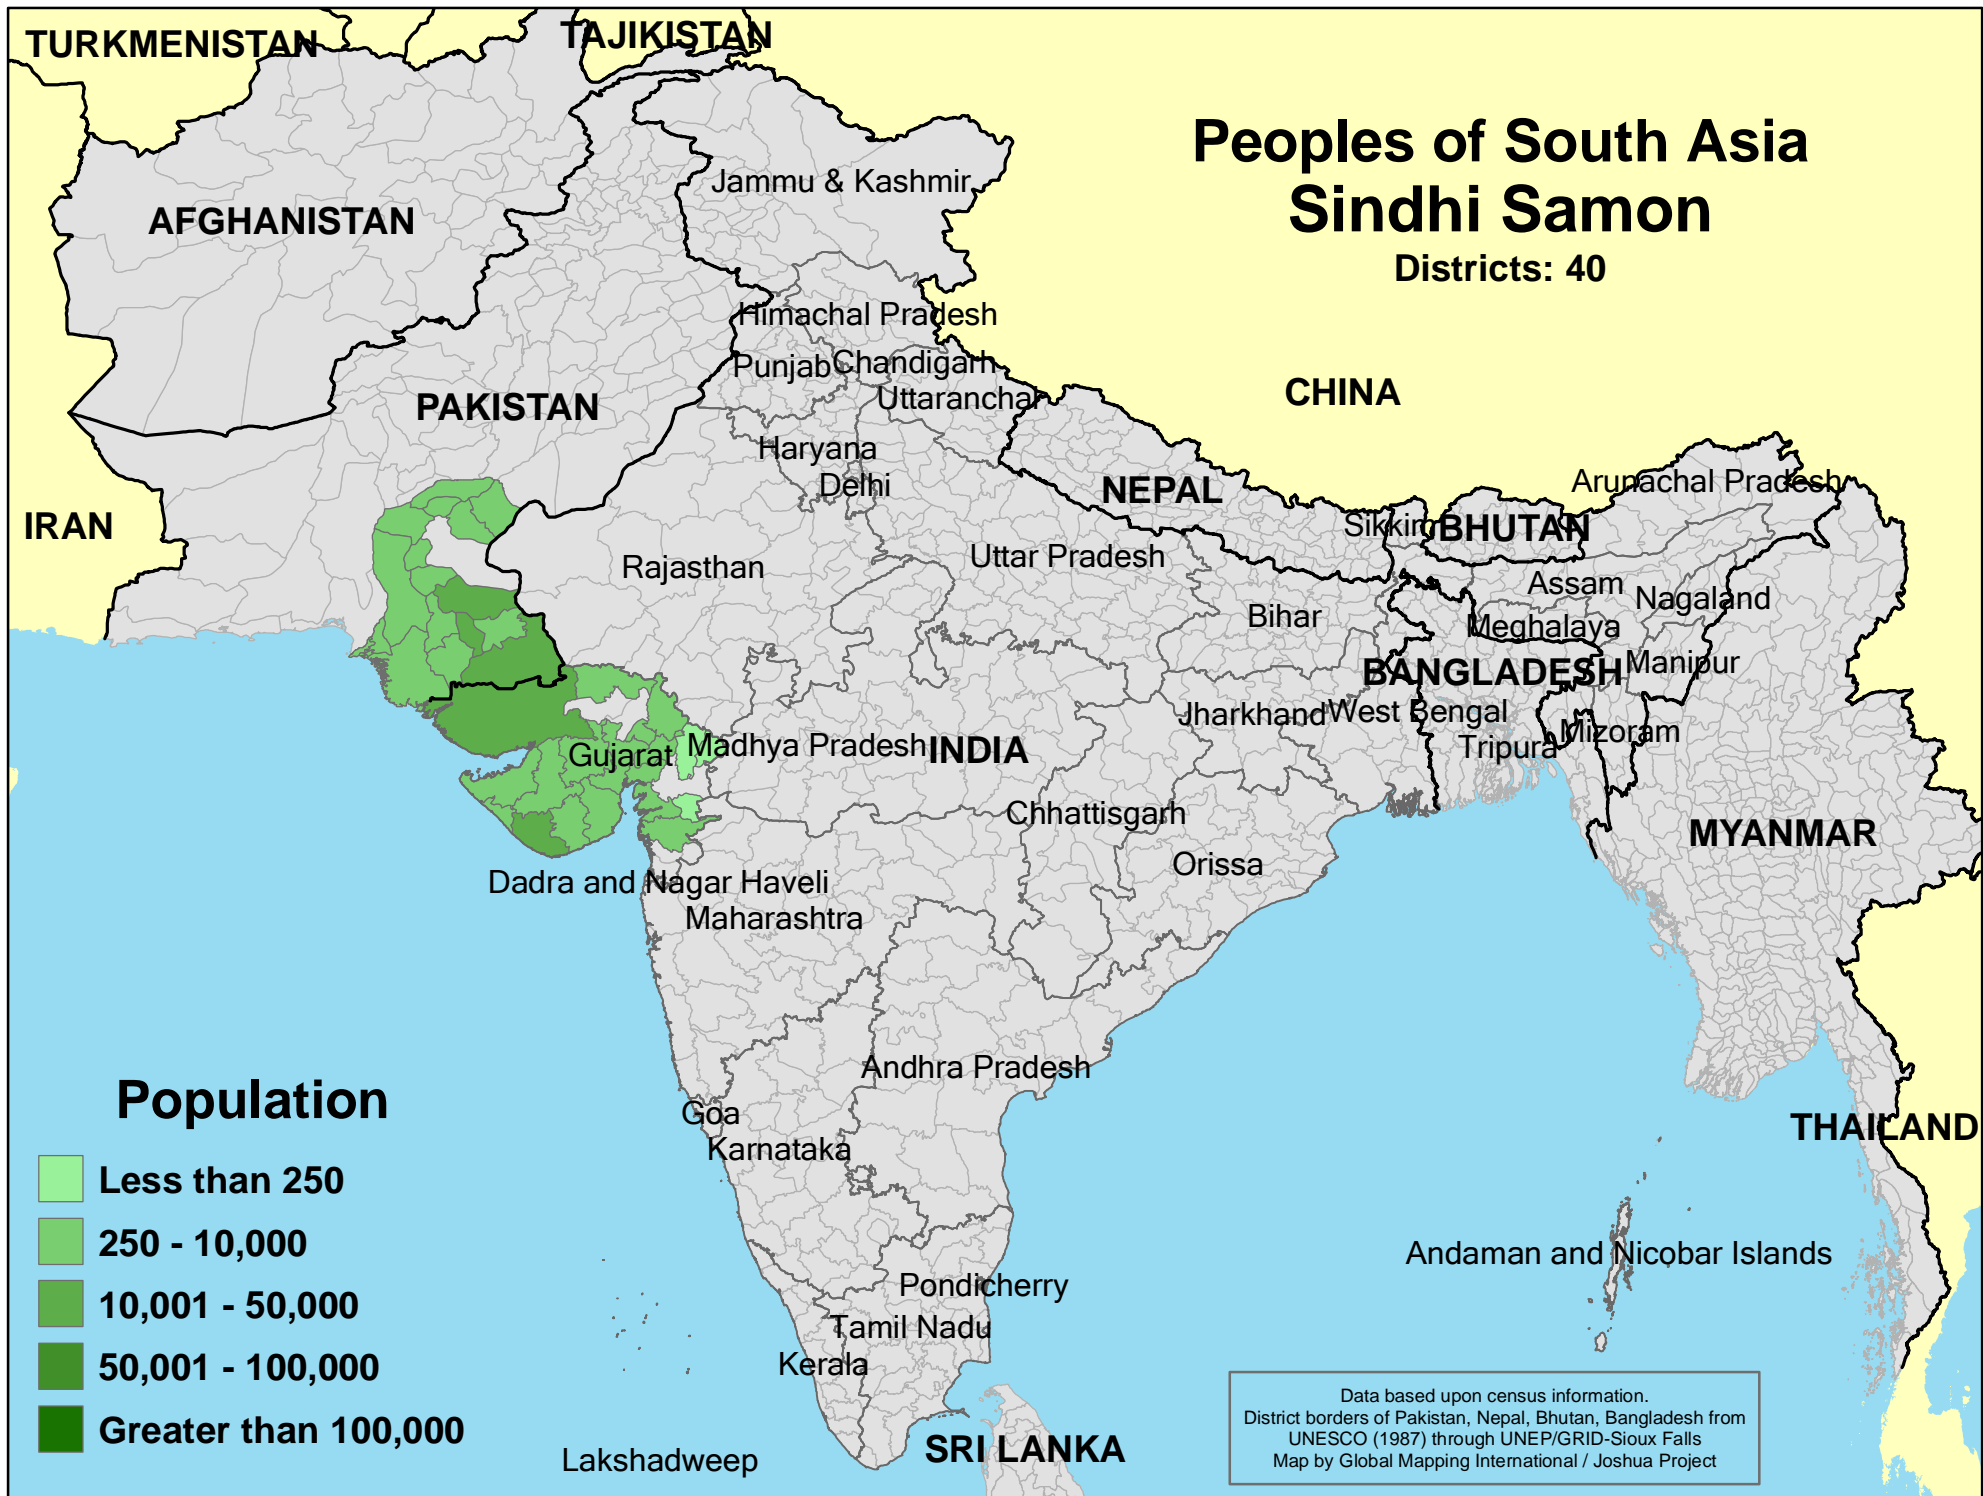 TURKMENISTAN
TAJIKISTAN
Peoples of South Asia
Sindhi Samon
Districts: 40
Jammu & Kashmir
AFGHANISTAN
Himachal Pradesh
Punjab
Chandigarh
CHINA
Uttaranchal
PAKISTAN
Haryana
Delhi
NEPAL
Arunachal Pradesh
IRAN
Sikkim
BHUTAN
Rajasthan
Uttar Pradesh
Assam
Nagaland
Bihar
Meghalaya
BANGLADESH
Manipur
Jharkhand
West Bengal
Gujarat
Madhya Pradesh
INDIA
Tripura
Mizoram
Chhattisgarh
MYANMAR
Orissa
Dadra and Nagar Haveli
Maharashtra
Andhra Pradesh
Goa
Karnataka
THAILAND
Andaman and Nicobar Islands
Pondicherry
Tamil Nadu
Kerala
SRI LANKA
Lakshadweep
Population
Less than 250
250 - 10,000
10,001 - 50,000
50,001 - 100,000
Greater than 100,000
Data based upon census information.
District borders of Pakistan, Nepal, Bhutan, Bangladesh from
UNESCO (1987) through UNEP/GRID-Sioux Falls
Map by Global Mapping International / Joshua Project